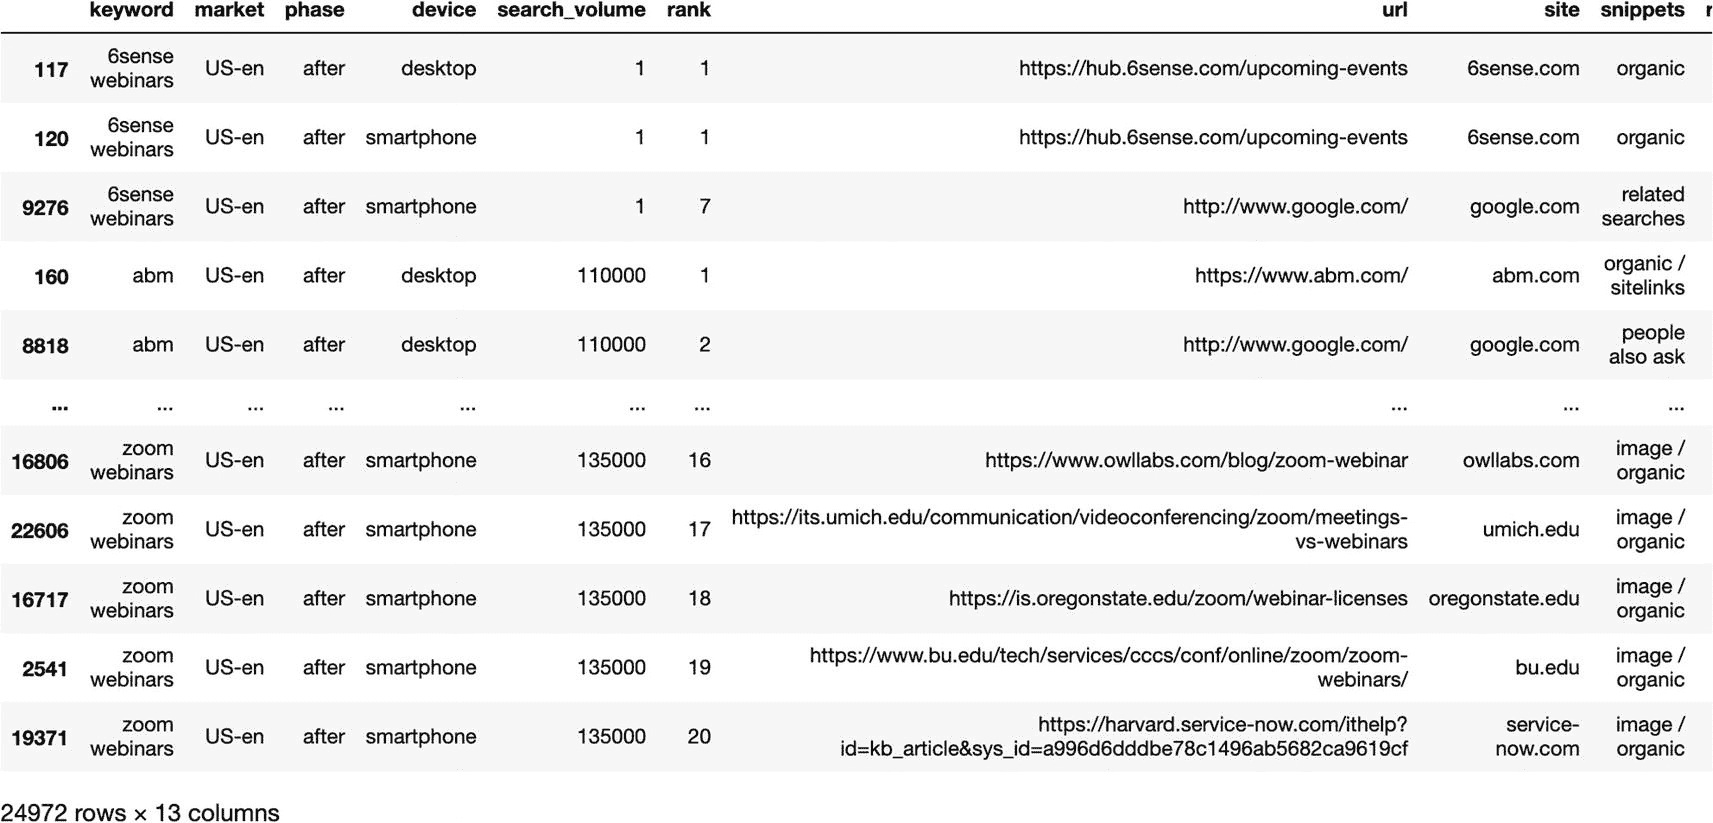 keyword market phase device search_volume rank url site snippets r
117 6sense webinars US-en after desktop 1 1 https://hub.6sense.com/upcoming-events 6sense.com organic
120 6sense webinars US-en after smartphone 1 1 https://hub.6sense.com/upcoming-events 6sense.com organic
9276 6sense webinars US-en after smartphone 1 7 http://www.google.com/ google.com related searches
160 abm US-en after desktop 110000 1 https://www.abm.com/ abm.com organic / sitelinks
8818 abm US-en after desktop 110000 2 http://www.google.com/ google.com people also ask
... ... ... ... ... ... ... ... ... ...
16806 zoom webinars US-en after smartphone 135000 16 https://www.owllabs.com/blog/zoom-webinar owllabs.com image / organic
22606 zoom webinars US-en after smartphone 135000 17 https://its.umich.edu/communication/videoconferencing/zoom/meetings-vs-webinars umich.edu image / organic
16717 zoom webinars US-en after smartphone 135000 18 https://is.oregonstate.edu/zoom/webinar-licenses oregonstate.edu image / organic
2541 zoom webinars US-en after smartphone 135000 19 https://www.bu.edu/tech/services/cccs/conf/online/zoom/zoom-webinars/ bu.edu image / organic
19371 zoom webinars US-en after smartphone 135000 20 https://harvard.service-now.com/ithelp?id=kb_article&sys_id=a996d6dddbe78c1496ab5682ca9619cf service-now.com image / organic
24972 rows × 13 columns